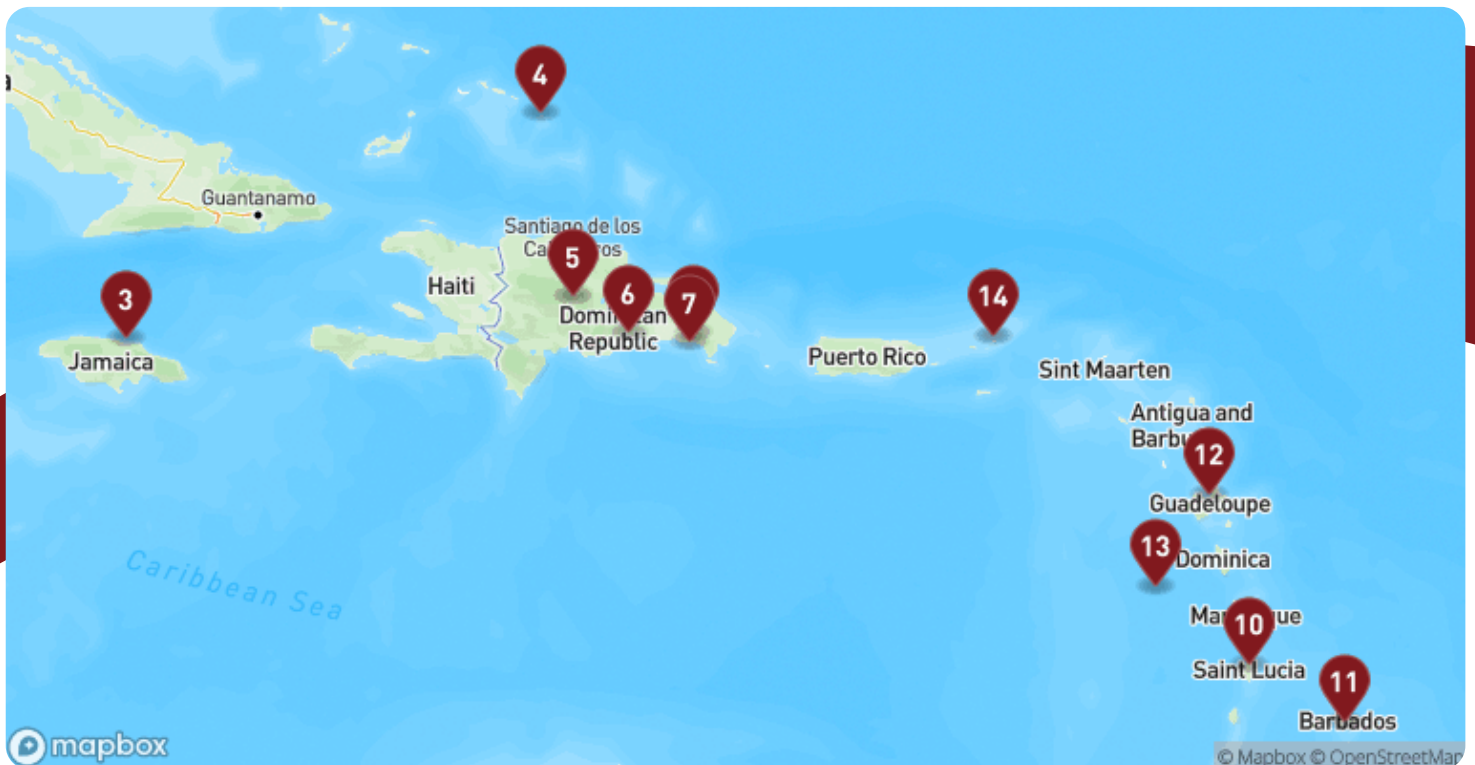 a
4
Guantanamo
Santiago de los
5
3
Haiti
6
7
14
Dominican
Republic
Jamaica
Puerto Rico
Sint Maarten
Antigua and
12
Guadeloupe
13
Dominica
Caribbean Sea
10
Saint Lucia
11
Barbados
mapbox
© Mapbox © OpenStreetMap